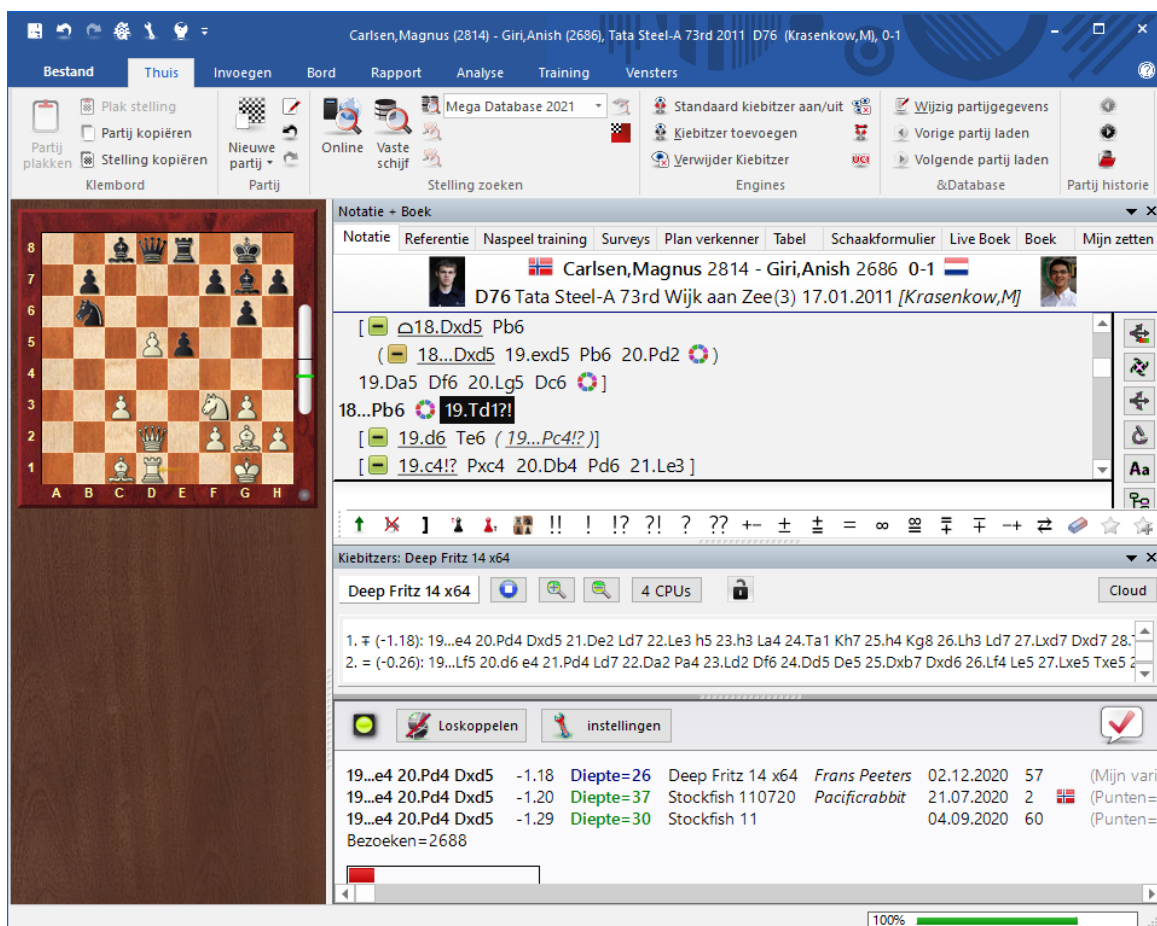 Carlsen,Magnus (2814) - Giri,Anish (2686), Tata Steel-A 73rd 2011 D76 (Krasenkow,M), 0-1
Bestand Thuis Invoegen Bord Rapport Analyse Training Vensters
Partij plakken
Plak stelling
Partij kopiëren
Stelling kopiëren
Klembord
Nieuwe partij
Partij
Online
Vaste schijf
Mega Database 2021
Stelling zoeken
Standaard kiebitzer aan/uit
Kiebitzer toevoegen
Verwijder Kiebitzer
UCI
Engines
Wijzig partijgegevens
Vorige partij laden
Volgende partij laden
&Database
Partij historie
8
7
6
5
4
3
2
1
A B C D E F G H
Notatie + Boek
Notatie Referentie Naspeel training Surveys Plan verkenner Tabel Schaakformulier Live Boek Boek Mijn zetten
Carlsen,Magnus 2814 - Giri,Anish 2686 0-1
D76 Tata Steel-A 73rd Wijk aan Zee(3) 17.01.2011 [Krasenkow,M]
[ ⌓18.Dxd5 Pb6
( 18...Dxd5 19.exd5 Pb6 20.Pd2 )
19.Da5 Df6 20.Lg5 Dc6 ]
18...Pb6 19.Td1?!
[ 19.d6 Te6 ( 19...Pc4!? )]
[ 19.c4!? Pxc4 20.Db4 Pd6 21.Le3 ]
Aa
] !! ! !? ?! ? ?? +- ± ⩲ = ∞ ∓ -+ ⇄
Kiebitzers: Deep Fritz 14 x64
Deep Fritz 14 x64 4 CPUs Cloud
1. ∓ (-1.18): 19...e4 20.Pd4 Dxd5 21.De2 Ld7 22.Le3 h5 23.h3 La4 24.Ta1 Kh7 25.h4 Kg8 26.Lh3 Ld7 27.Lxd7 Dxd7 28.
2. = (-0.26): 19...Lf5 20.d6 e4 21.Pd4 Ld7 22.Da2 Pa4 23.Ld2 Df6 24.Dd5 De5 25.Dxb7 Dxd6 26.Lf4 Le5 27.Lxe5 Txe5
Loskoppelen instellingen
19...e4 20.Pd4 Dxd5 -1.18 Diepte=26 Deep Fritz 14 x64 Frans Peeters 02.12.2020 57 (Mijn vari
19...e4 20.Pd4 Dxd5 -1.20 Diepte=37 Stockfish 110720 Pacificrabbit 21.07.2020 2 (Punten=
19...e4 20.Pd4 Dxd5 -1.29 Diepte=30 Stockfish 11 04.09.2020 60 (Punten=
Bezoeken=2688
100%